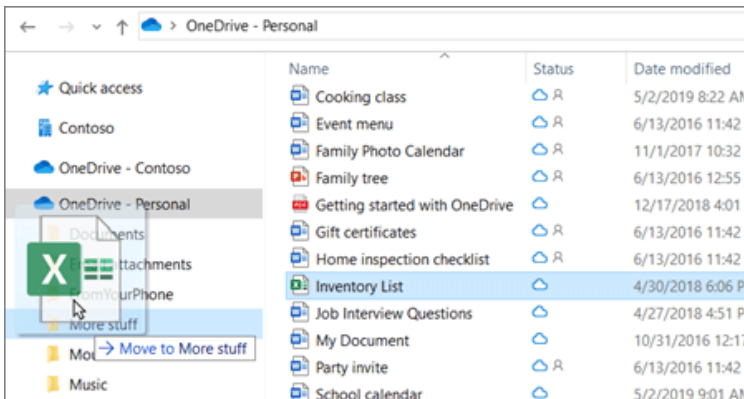 OneDrive - Personal
Name Status Date modified
Quick access
Contoso
OneDrive - Contoso
OneDrive - Personal
Documents
attachments
FromYourPhone
More stuff
Move to More stuff
Music
Cooking class 5/2/2019 8:22 AM
Event menu 6/13/2016 11:42
Family Photo Calendar 11/1/2017 10:32
Family tree 6/13/2016 12:55
Getting started with OneDrive 12/17/2018 4:01
Gift certificates 6/13/2016 11:42
Home inspection checklist 6/13/2016 11:42
X
Inventory List 4/30/2018 6:06 P
Job Interview Questions 4/27/2018 4:51 P
My Document 10/31/2016 12:17
Party invite 6/13/2016 11:42
School calendar 5/2/2019 9:01 AM